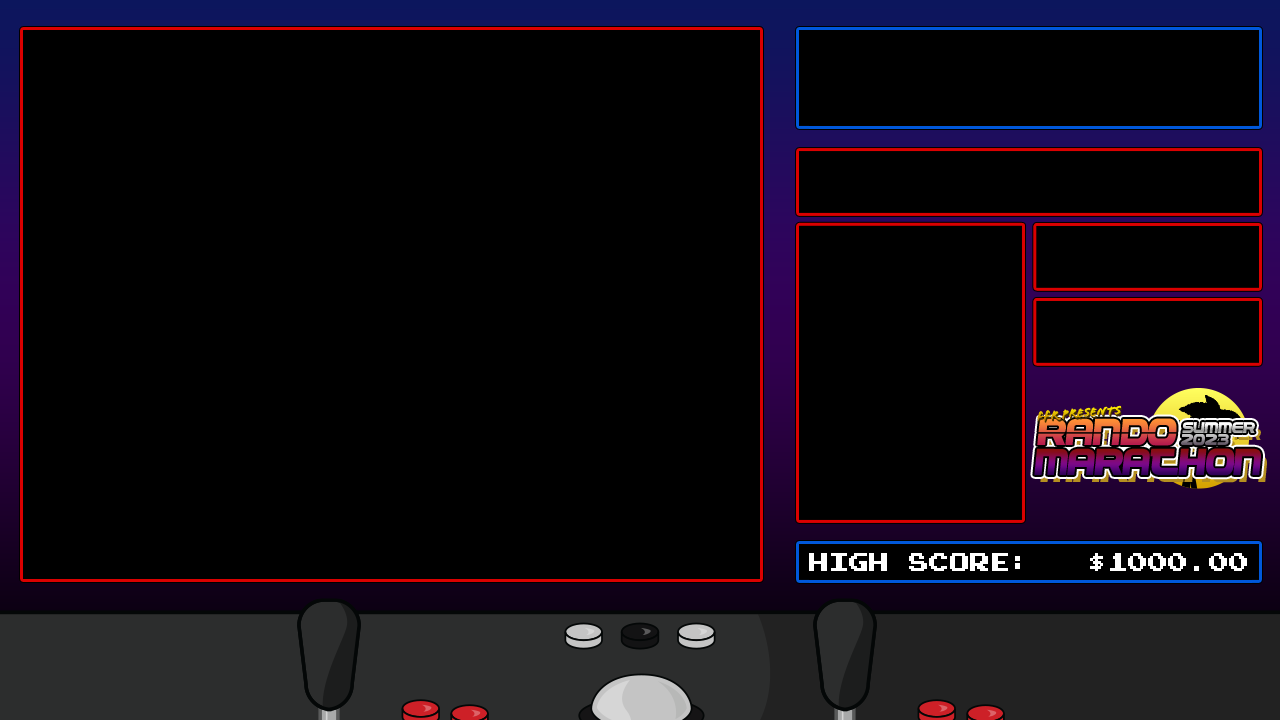 PRESENTS
RANDO SUMMER
2023
MARATHON
HIGH SCORE: $1000.00